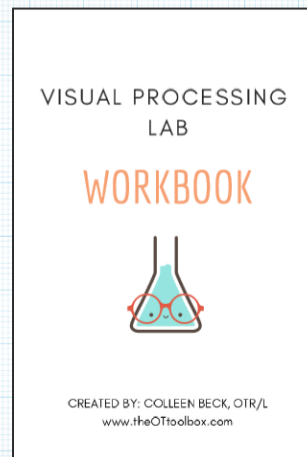 VISUAL PROCESSING
LAB
WORKBOOK
CREATED BY: COLLEEN BECK, OTR/L
www.theOTtoolbox.com